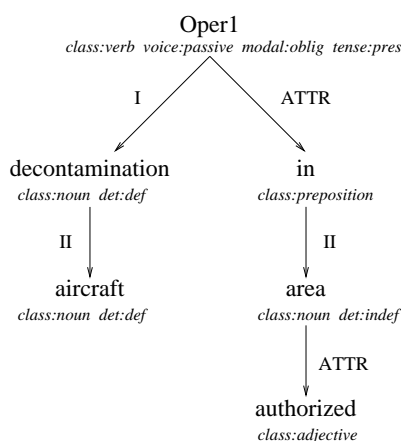 Oper1
class:verb voice:passive modal:oblig tense:pres
I
ATTR
decontamination
in
class:noun det:def
class:preposition
II
II
aircraft
area
class:noun det:def
class:noun det:indef
ATTR
authorized
class:adjective